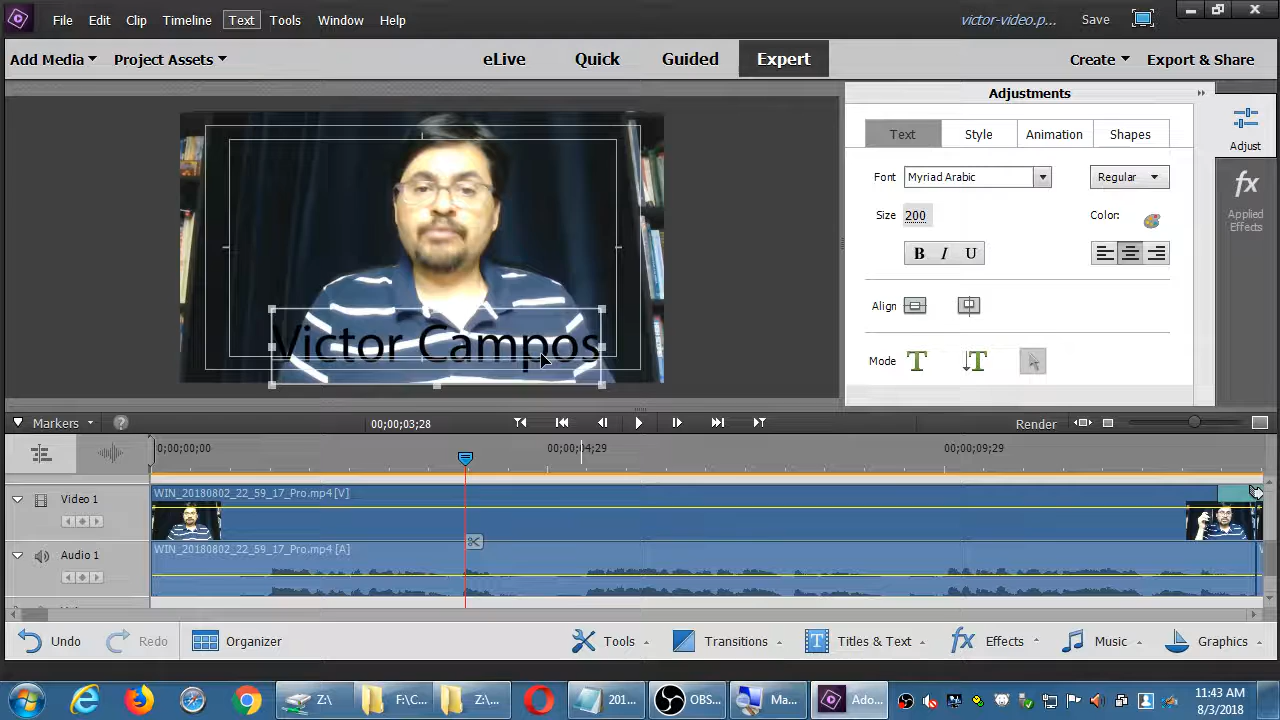 File Edit Clip Timeline Text Tools Window Help victor-video.p... Save
Add Media Project Assets eLive Quick Guided Expert Create Export & Share
Adjustments
Text Style Animation Shapes
Adjust
Font Myriad Arabic Regular
Size 200 Color:
fx
Applied
Effects
B I U
Align
Victor Campos
Mode T T
Markers ? 00;00;03;28 Render
0;00;00;00 00;00;04;29 00;00;09;29
WIN_20180802_22_59_17_Pro.mp4 [V]
Video 1
WIN_20180802_22_59_17_Pro.mp4 [A]
Audio 1
Undo Redo Organizer Tools Transitions T Titles & Text fx Effects Music Graphics
Z:\ F:\C... Z:\... 201... OBS... Ma... Ado...
11:43 AM
8/3/2018